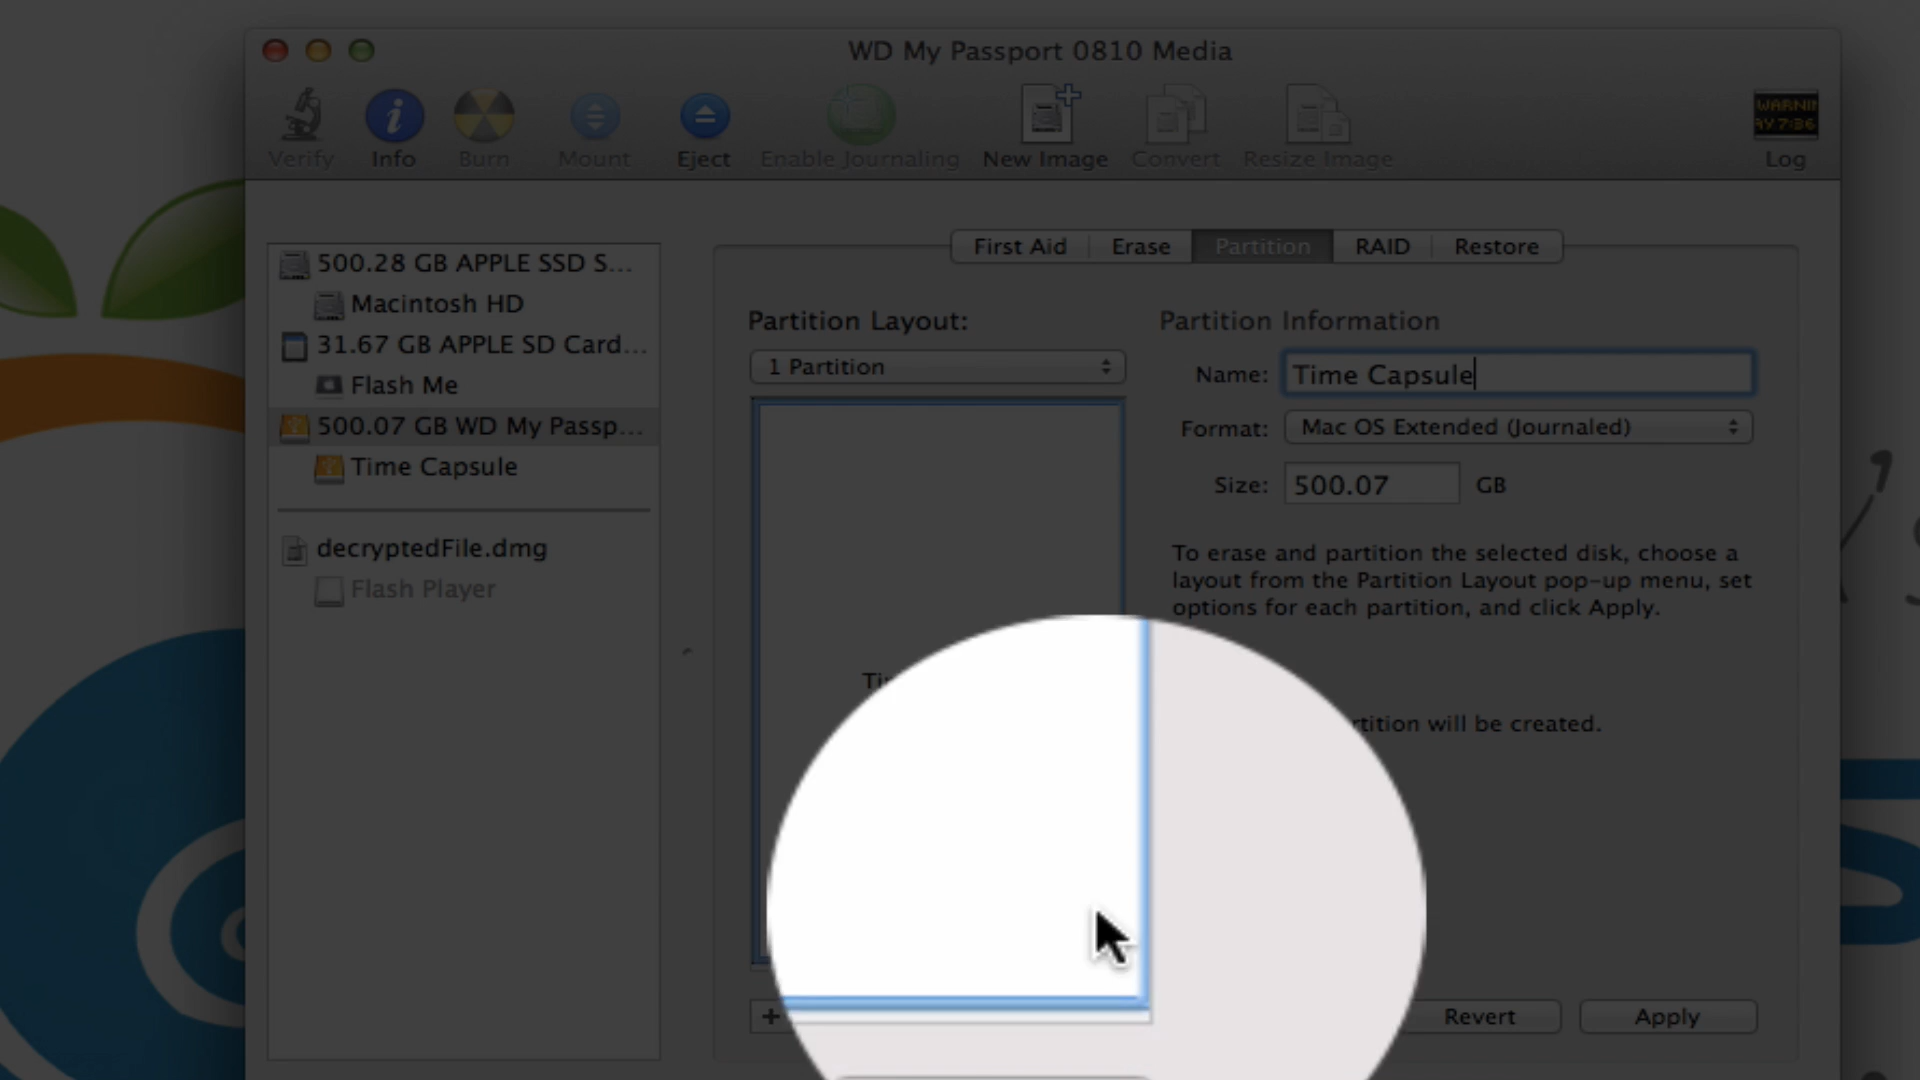 WD My Passport 0810 Media
Verify Info Burn Mount Eject Enable Journaling New Image Convert Resize Image Log
WARNIN
AY 7:36
First Aid Erase Partition RAID Restore
500.28 GB APPLE SSD S...
Macintosh HD
31.67 GB APPLE SD Card...
Flash Me
500.07 GB WD My Passp...
Time Capsule
decryptedFile.dmg
Flash Player
Partition Layout:
1 Partition
Partition Information
Name: Time Capsule
Format: Mac OS Extended (Journaled)
Size: 500.07 GB
To erase and partition the selected disk, choose a
layout from the Partition Layout pop-up menu, set
options for each partition, and click Apply.
will be created.
+
Revert Apply